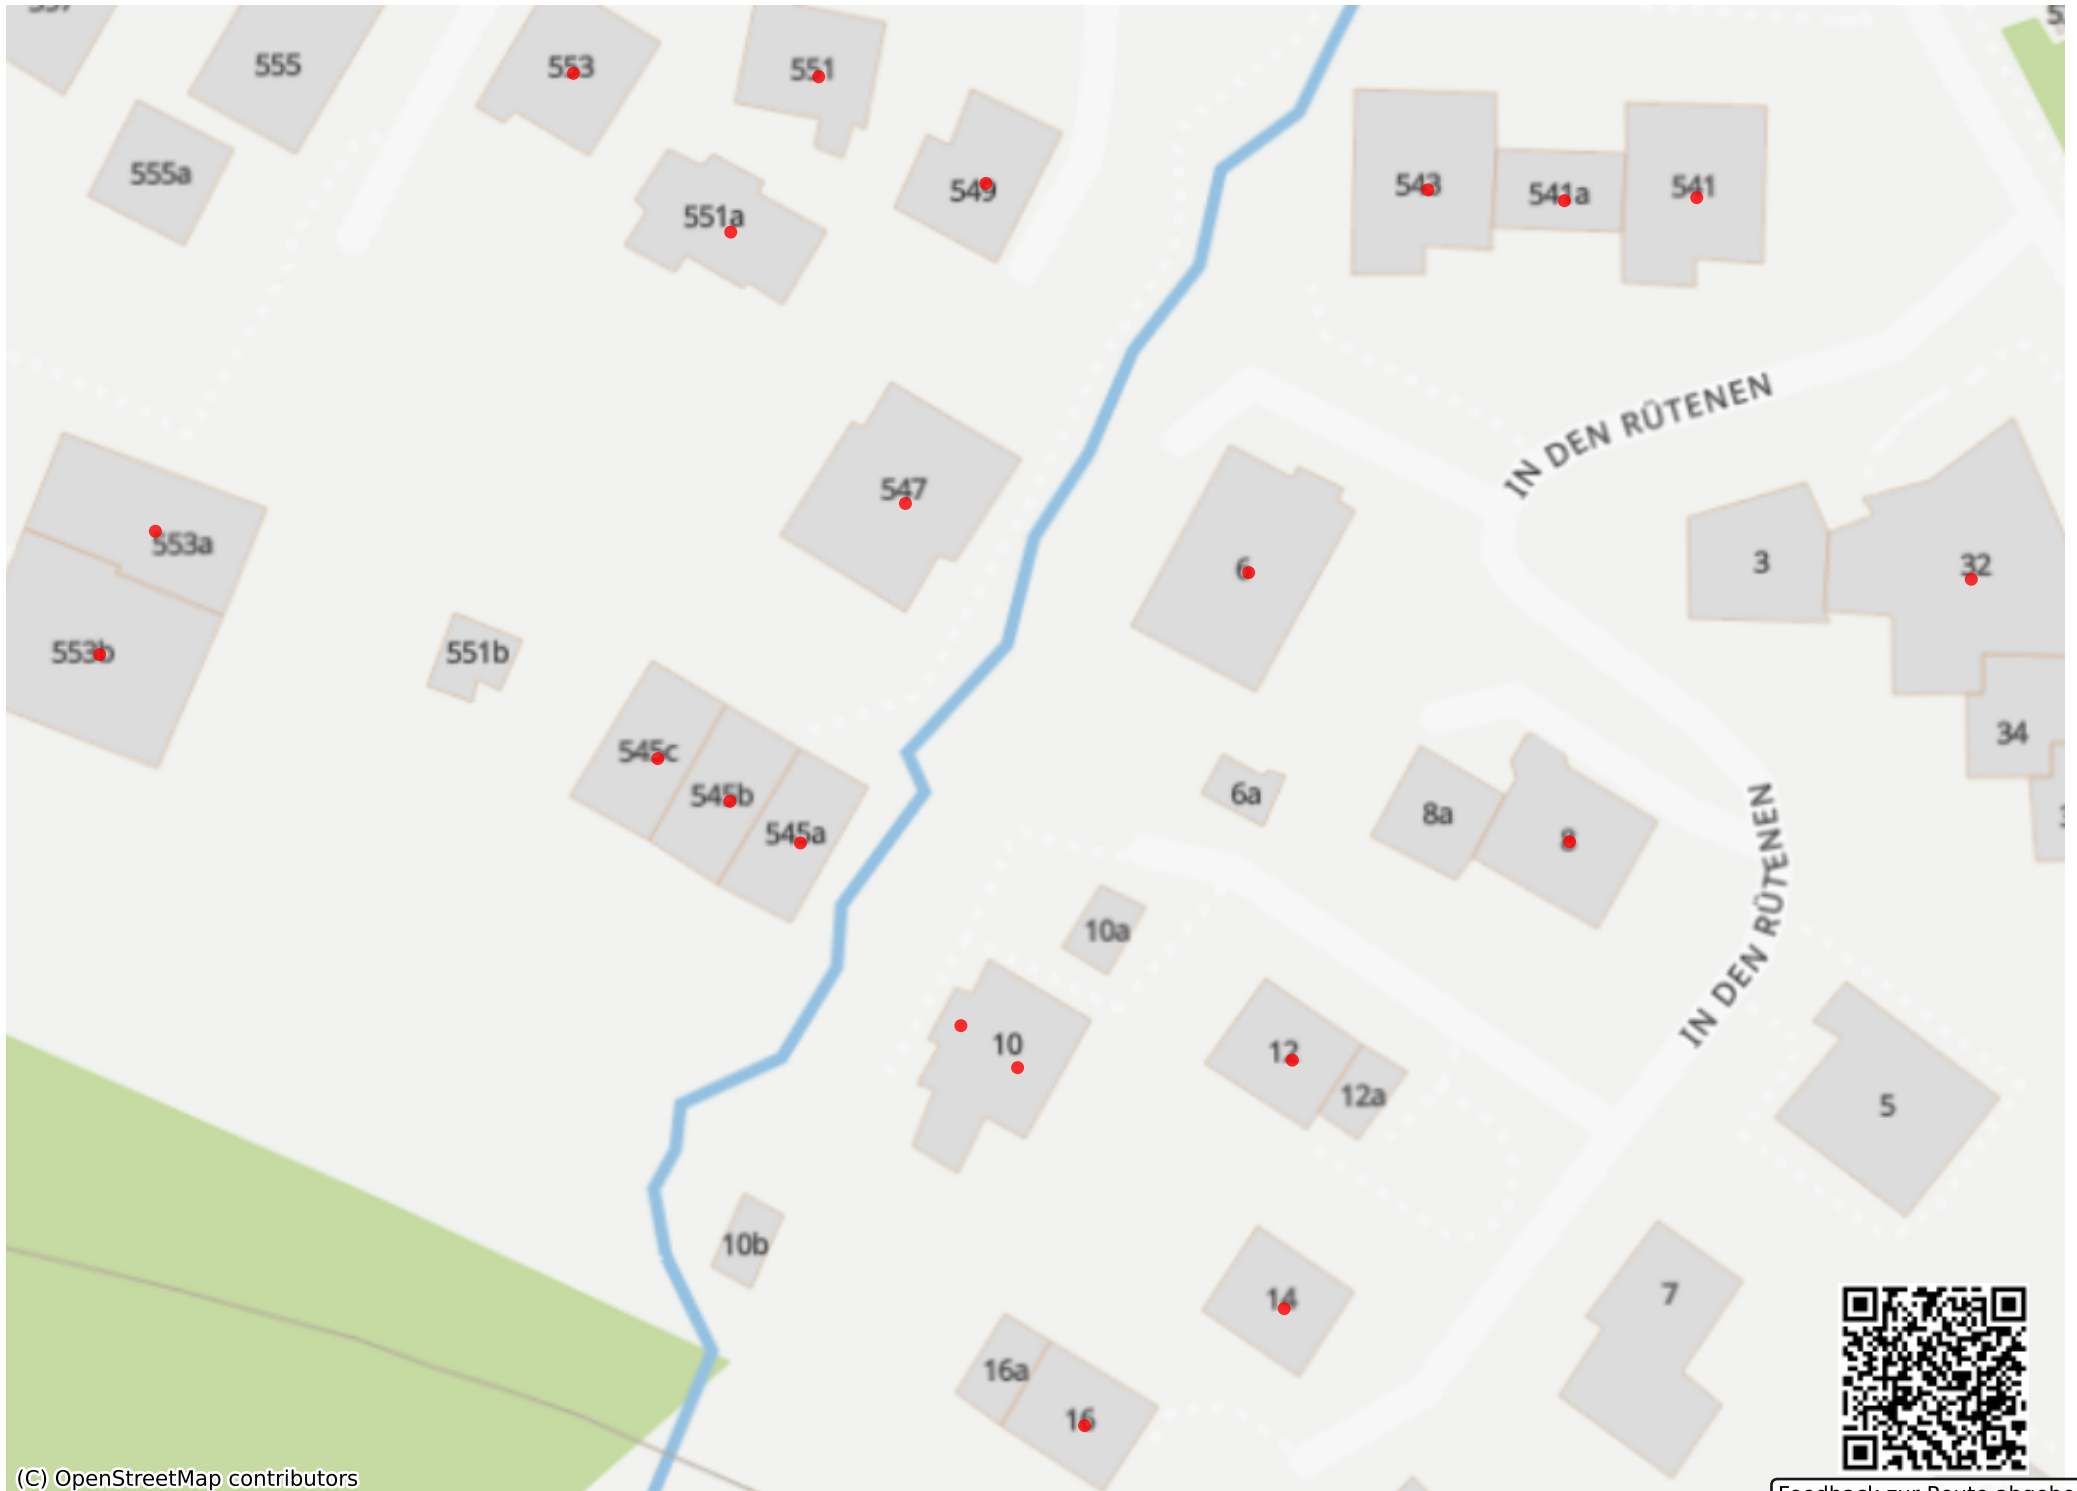 555
553
551
555a
551a
549
543
541a
541
IN DEN RÜTENEN
547
553a
6
3
32
553b
551b
34
545c
545b
545a
6a
8a
8
IN DEN RÜTENEN
10a
10
12
12a
5
10b
14
7
16a
16
(C) OpenStreetMap contributors